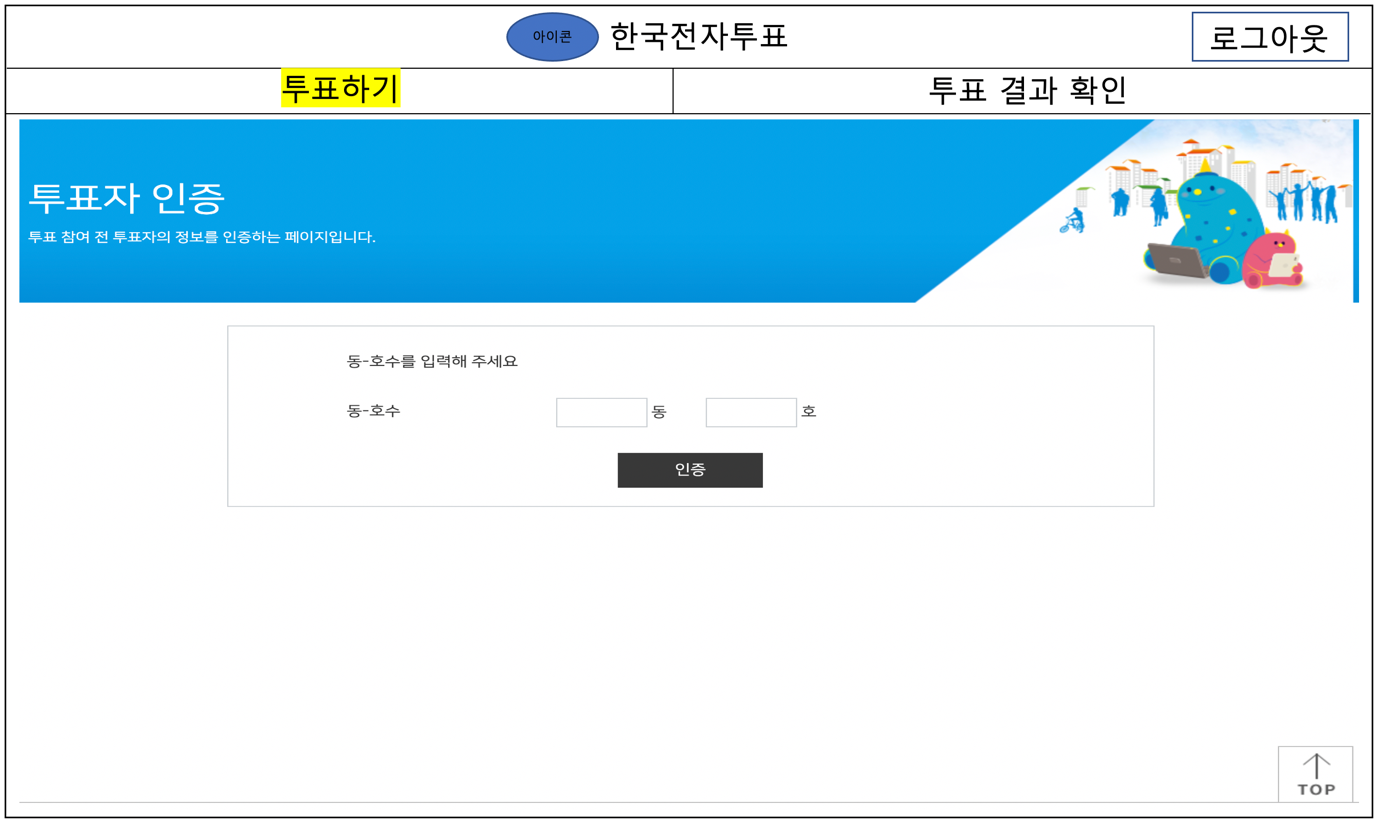 아이콘 한국전자투표 로그아웃
투표하기 투표 결과 확인
투표자 인증
투표 참여 전 투표자의 정보를 인증하는 페이지입니다.
동-호수를 입력해 주세요
동-호수 동 호
인증
TOP